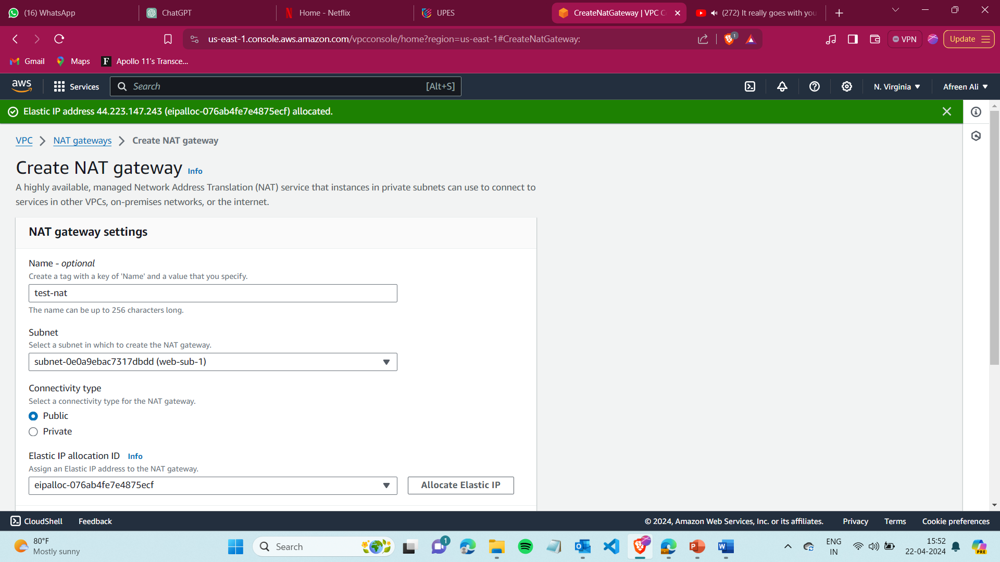 (16) WhatsApp
ChatGPT
Home - Netflix
UPES
CreateNatGateway | VPC C
(272) It really goes with you
us-east-1.console.aws.amazon.com/vpcconsole/home?region=us-east-1#CreateNatGateway:
1
VPN
Update
Gmail
Maps
F
Apollo 11's Transce...
aws
Services
Search
[Alt+S]
N. Virginia
Afreen Ali
Elastic IP address 44.223.147.243 (eipalloc-076ab4fe7e4875ecf) allocated.
VPC
NAT gateways
Create NAT gateway
Create NAT gateway Info
A highly available, managed Network Address Translation (NAT) service that instances in private subnets can use to connect to
services in other VPCs, on-premises networks, or the internet.
NAT gateway settings
Name - optional
Create a tag with a key of 'Name' and a value that you specify.
test-nat
The name can be up to 256 characters long.
Subnet
Select a subnet in which to create the NAT gateway.
subnet-0e0a9ebac7317dbdd (web-sub-1)
Connectivity type
Select a connectivity type for the NAT gateway.
Public
Private
Elastic IP allocation ID Info
Assign an Elastic IP address to the NAT gateway.
eipalloc-076ab4fe7e4875ecf
Allocate Elastic IP
CloudShell
Feedback
© 2024, Amazon Web Services, Inc. or its affiliates.
Privacy
Terms
Cookie preferences
80°F
Mostly sunny
Search
1
P
W
ENG
IN
15:52
22-04-2024
PRE